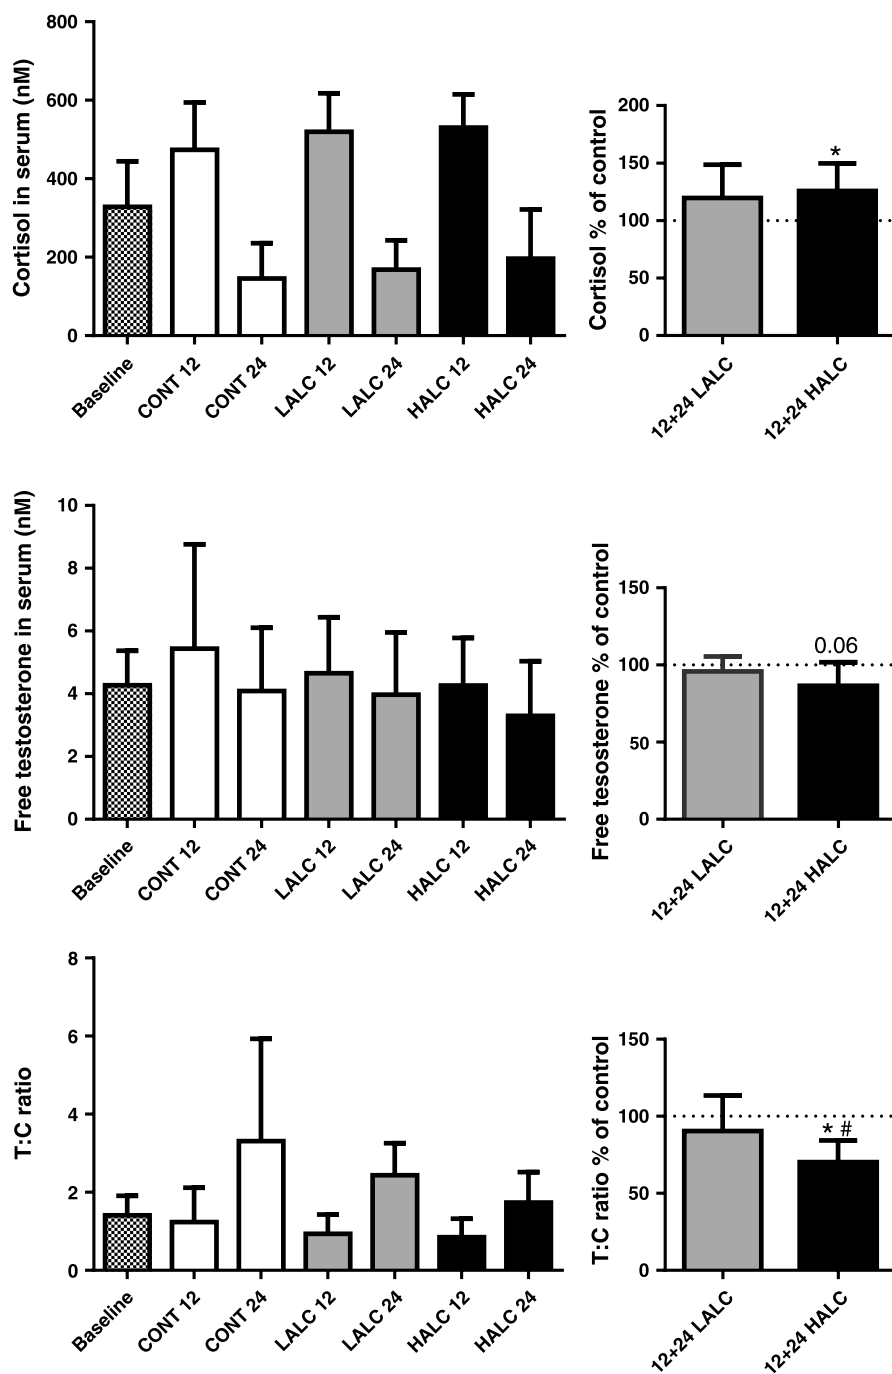 Cortisol in serum (nM)
800
600
400
200
0
Baseline
CONT 12
CONT 24
LALC 12
LALC 24
HALC 12
HALC 24
Cortisol % of control
200
150
100
50
0
*
12+24 LALC
12+24 HALC
Free testosterone in serum (nM)
10
8
6
4
2
0
Baseline
CONT 12
CONT 24
LALC 12
LALC 24
HALC 12
HALC 24
Free tesosterone % of control
150
100
50
0
0.06
12+24 LALC
12+24 HALC
T:C ratio
8
6
4
2
0
Baseline
CONT 12
CONT 24
LALC 12
LALC 24
HALC 12
HALC 24
T:C ratio % of control
150
100
50
0
* #
12+24 LALC
12+24 HALC